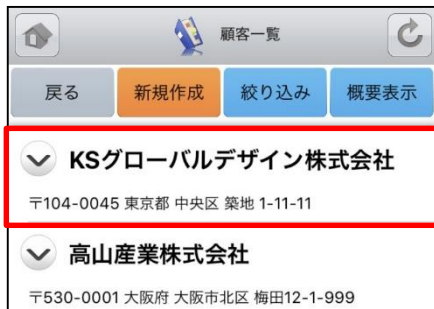 顧客一覧
戻る 新規作成 絞り込み 概要表示
KSグローバルデザイン株式会社
〒104-0045 東京都 中央区 築地 1-11-11
高山産業株式会社
〒530-0001 大阪府 大阪市北区 梅田12-1-999